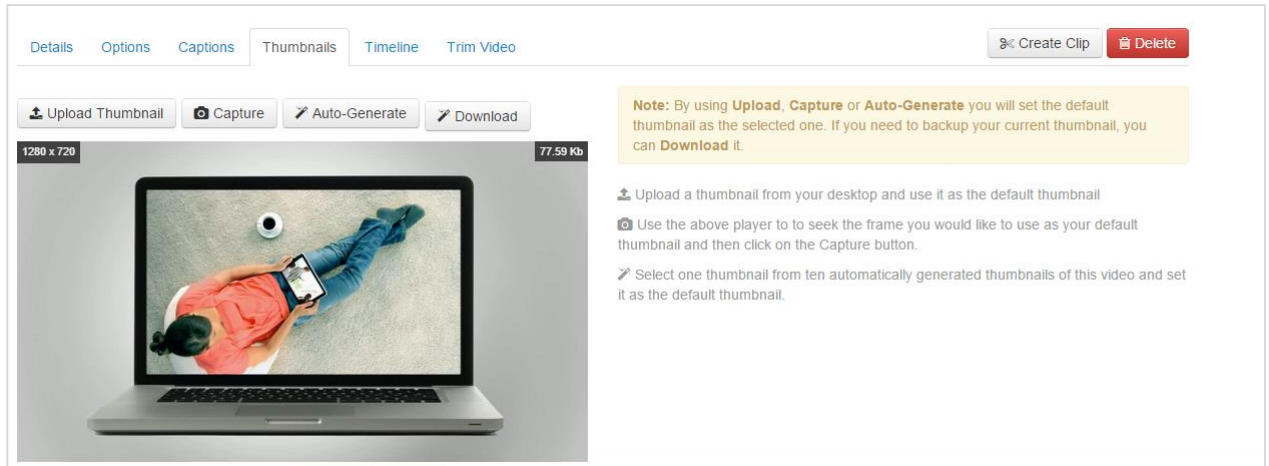 Details Options Captions Thumbnails Timeline Trim Video Create Clip Delete
Upload Thumbnail Capture Auto-Generate Download
1280 x 720 77.59 Kb
Note: By using Upload, Capture or Auto-Generate you will set the default
thumbnail as the selected one. If you need to backup your current thumbnail, you
can Download it.
Upload a thumbnail from your desktop and use it as the default thumbnail
Use the above player to to seek the frame you would like to use as your default
thumbnail and then click on the Capture button.
Select one thumbnail from ten automatically generated thumbnails of this video and set
it as the default thumbnail.